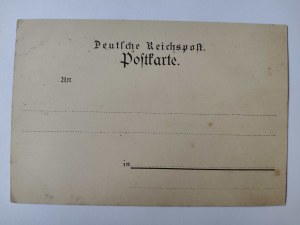 Deutsche Reichspost.
Postkarte.
An
in